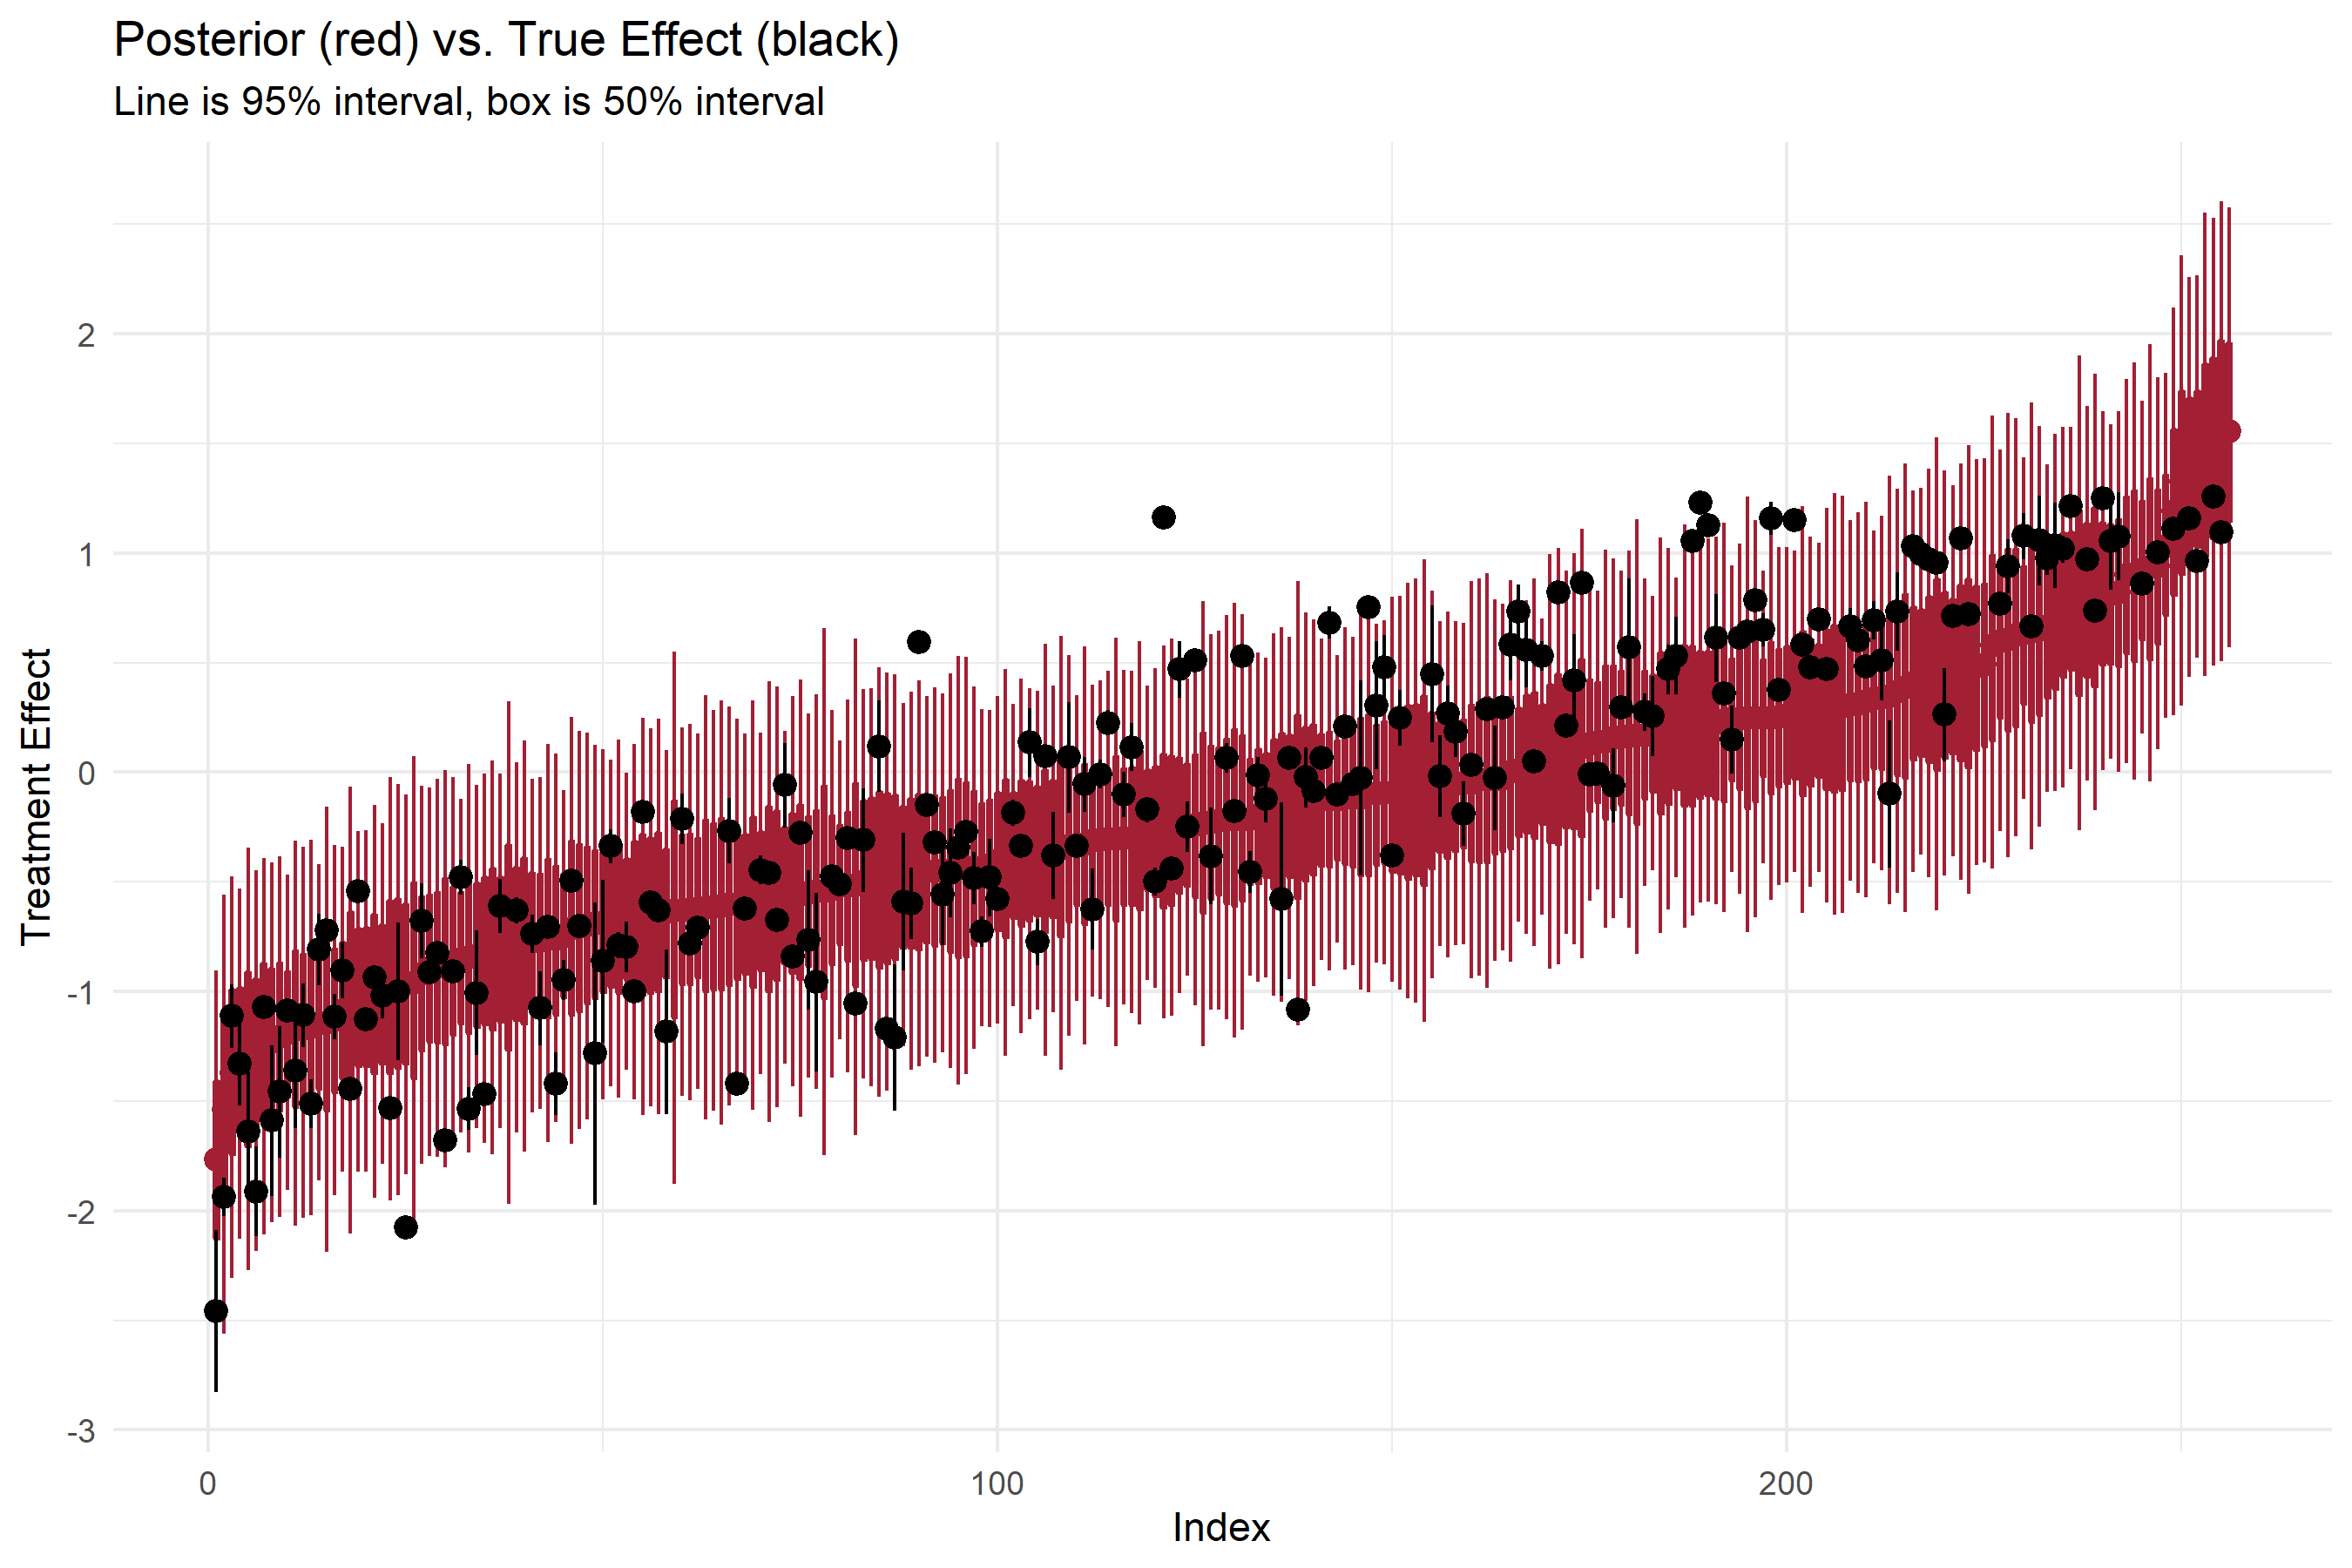 Posterior (red) vs. True Effect (black)
Line is 95% interval, box is 50% interval
Treatment Effect
2
1
0
-1
-2
-3
0
100
200
Index